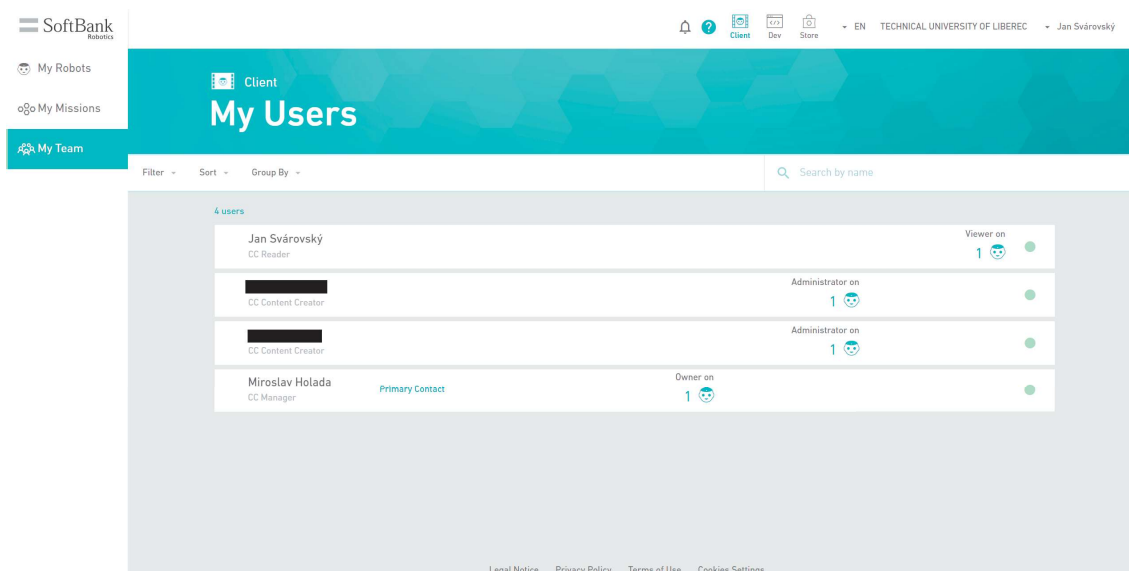 SoftBank
Robotics
Client
Dev
Store
EN
TECHNICAL UNIVERSITY OF LIBEREC
Jan Svárovský
My Robots
My Missions
My Team
Client
My Users
Filter
Sort
Group By
Search by name
4 users
Jan Svárovský
CC Reader
Viewer on
1
CC Content Creator
Administrator on
1
CC Content Creator
Administrator on
1
Miroslav Holada
CC Manager
Primary Contact
Owner on
1
Legal Notice Privacy Policy Terms of Use Cookies Settings